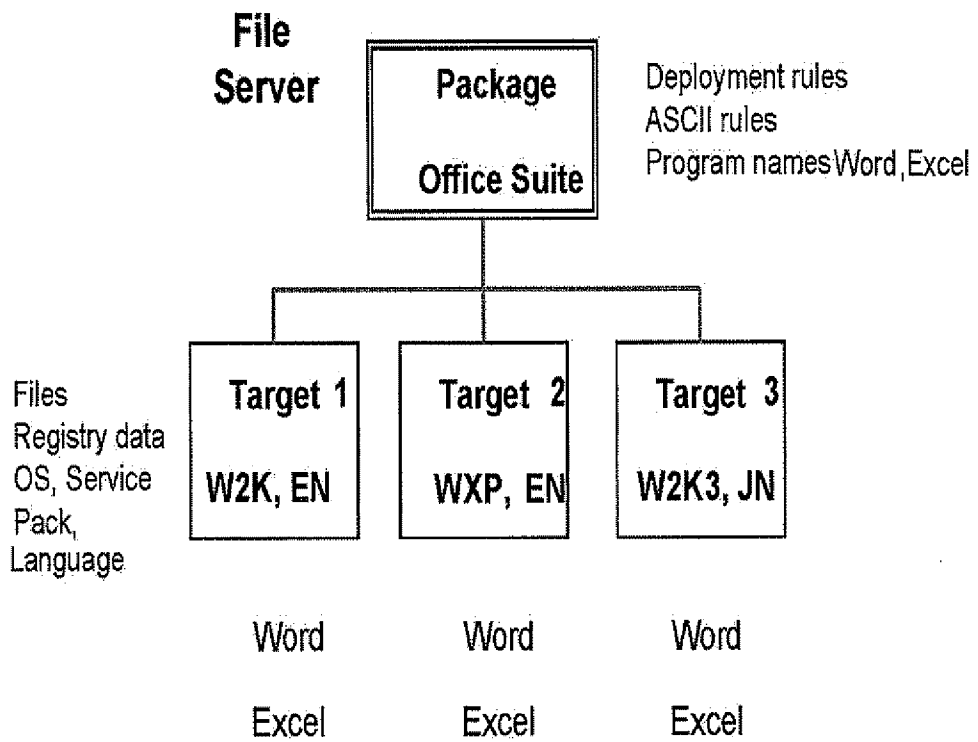 File
Server
Package
Office Suite
Deployment rules
ASCII rules
Program names Word, Excel
Files
Registry data
OS, Service
Pack,
Language
Target 1
W2K, EN
Target 2
WXP, EN
Target 3
W2K3, JN
Word
Word
Word
Excel
Excel
Excel